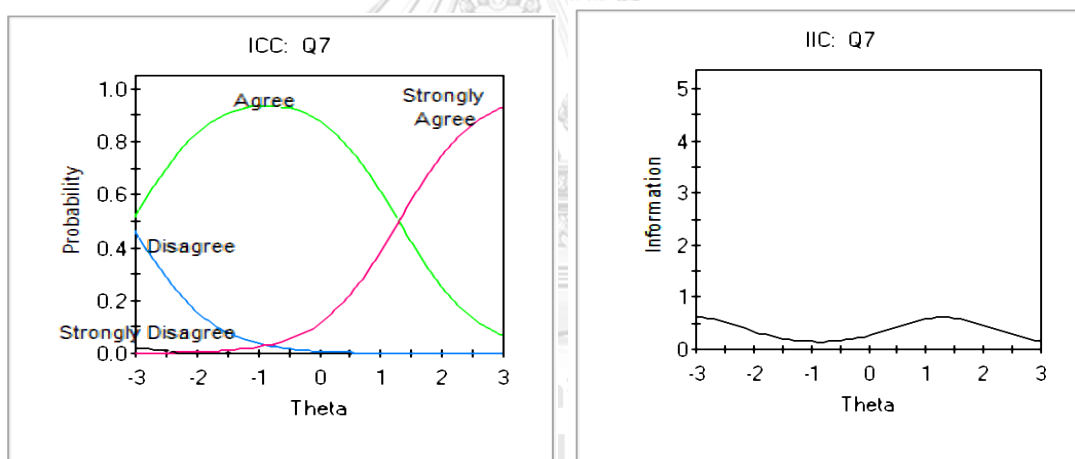 ICC: Q7
1.0
0.8
0.6
0.4
0.2
0.0
Probability
Agree
Strongly
Agree
Disagree
Strongly Disagree
-3 -2 -1 0 1 2 3
Theta
IIC: Q7
5
4
3
2
1
0
Information
-3 -2 -1 0 1 2 3
Theta